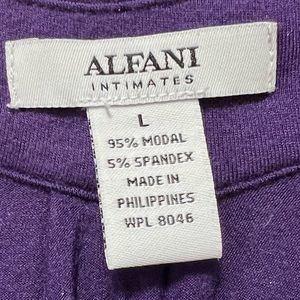 ALFANI
INTIMATES
L
95% MODAL
5% SPANDEX
MADE IN
PHILIPPINES
WPL 8046